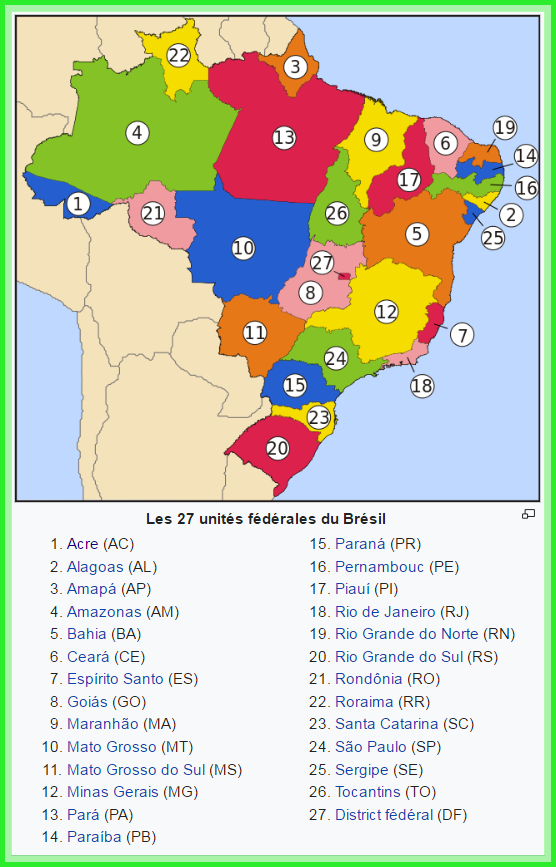 22
3
4
13
9
6
19
14
16
17
1
21
26
2
25
10
5
27
8
12
7
11
24
18
15
23
20
Les 27 unités fédérales du Brésil
1. Acre (AC)
2. Alagoas (AL)
3. Amapá (AP)
4. Amazonas (AM)
5. Bahia (BA)
6. Ceará (CE)
7. Espírito Santo (ES)
8. Goiás (GO)
9. Maranhão (MA)
10. Mato Grosso (MT)
11. Mato Grosso do Sul (MS)
12. Minas Gerais (MG)
13. Pará (PA)
14. Paraíba (PB)
15. Paraná (PR)
16. Pernambouc (PE)
17. Piauí (PI)
18. Rio de Janeiro (RJ)
19. Rio Grande do Norte (RN)
20. Rio Grande do Sul (RS)
21. Rondônia (RO)
22. Roraima (RR)
23. Santa Catarina (SC)
24. São Paulo (SP)
25. Sergipe (SE)
26. Tocantins (TO)
27. District fédéral (DF)